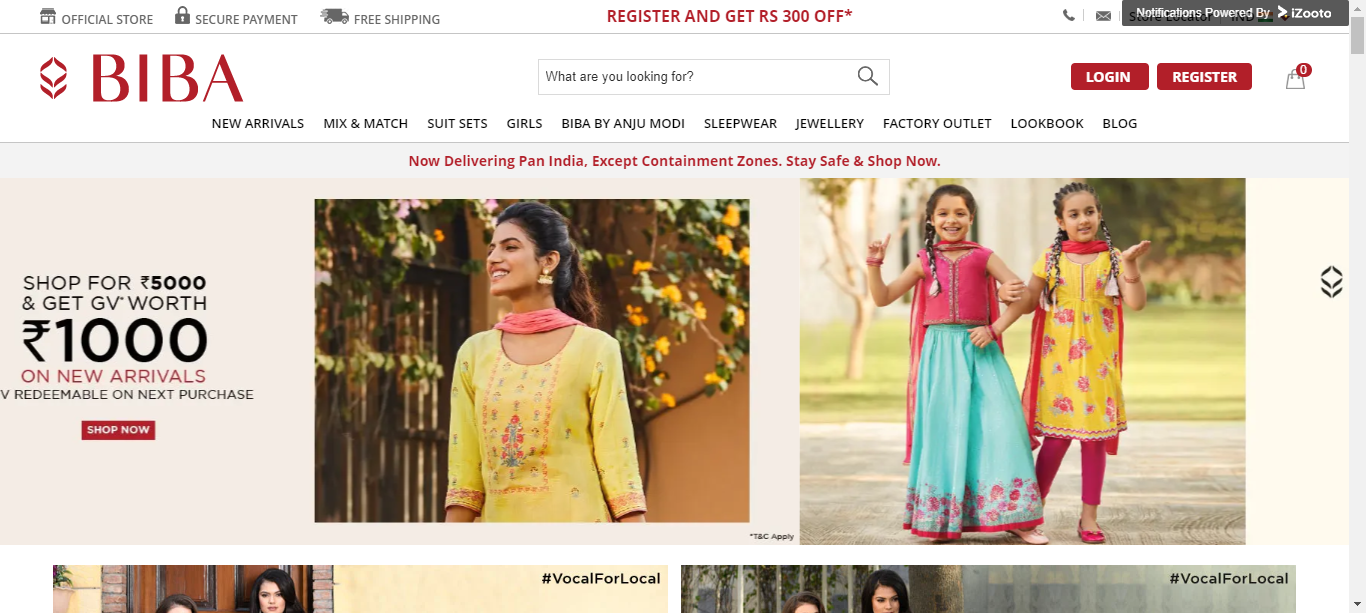 OFFICIAL STORE SECURE PAYMENT FREE SHIPPING REGISTER AND GET RS 300 OFF* Store Locator IND Notifications Powered By iZooto
BIBA What are you looking for? LOGIN REGISTER 0
NEW ARRIVALS MIX & MATCH SUIT SETS GIRLS BIBA BY ANJU MODI SLEEPWEAR JEWELLERY FACTORY OUTLET LOOKBOOK BLOG
Now Delivering Pan India, Except Containment Zones. Stay Safe & Shop Now.
SHOP FOR ₹5000
& GET GV* WORTH
₹1000
ON NEW ARRIVALS
V REDEEMABLE ON NEXT PURCHASE
SHOP NOW
*T&C Apply
#VocalForLocal #VocalForLocal